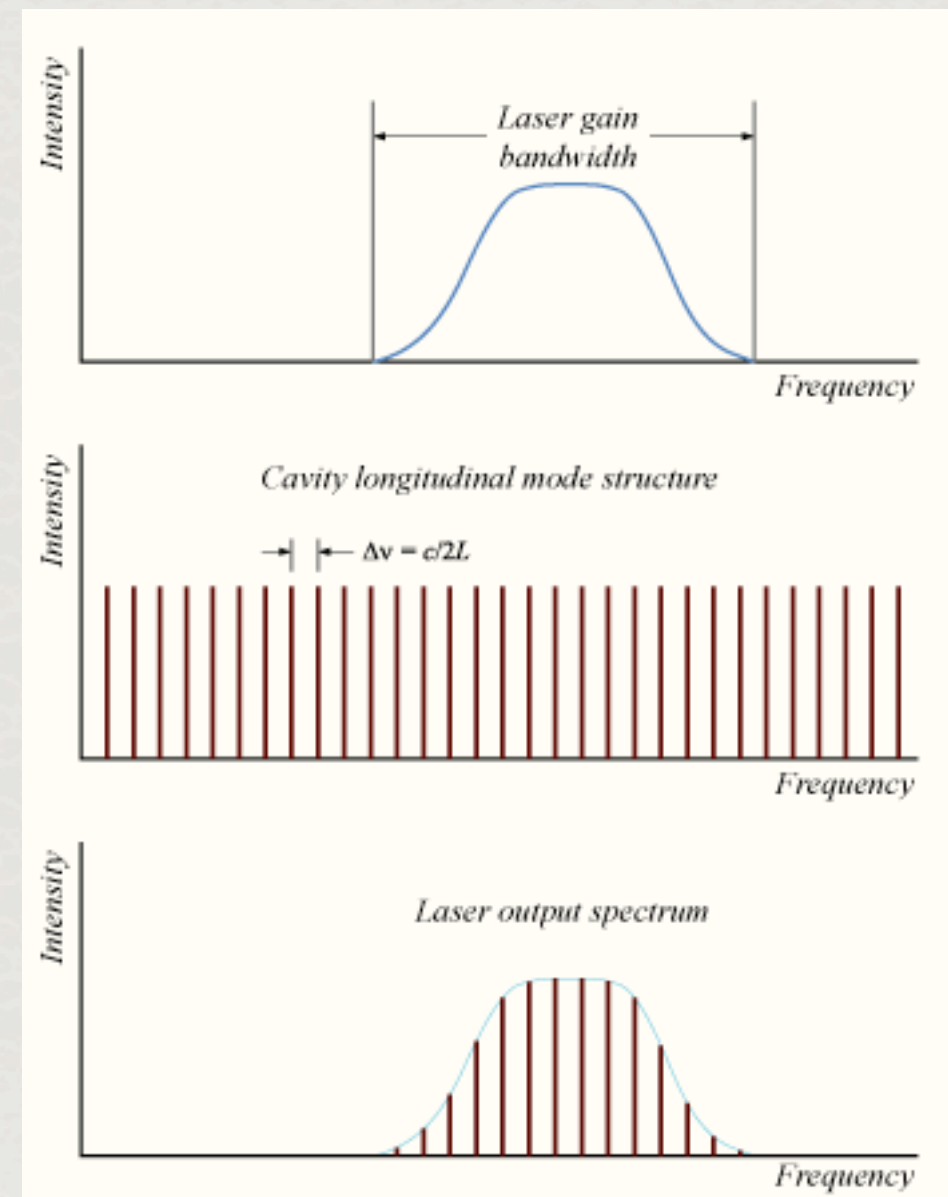 Intensity
Laser gain
bandwidth
Frequency
Intensity
Cavity longitudinal mode structure
Δν = c/2L
Frequency
Intensity
Laser output spectrum
Frequency